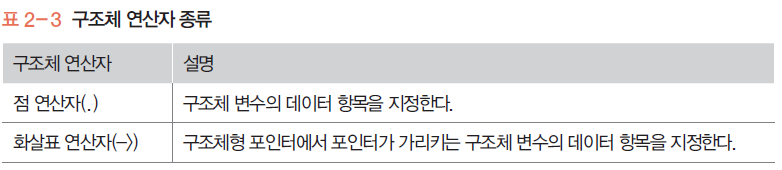 표 2-3 구조체 연산자 종류
구조체 연산자 설명
점 연산자(.) 구조체 변수의 데이터 항목을 지정한다.
화살표 연산자(->) 구조체형 포인터에서 포인터가 가리키는 구조체 변수의 데이터 항목을 지정한다.